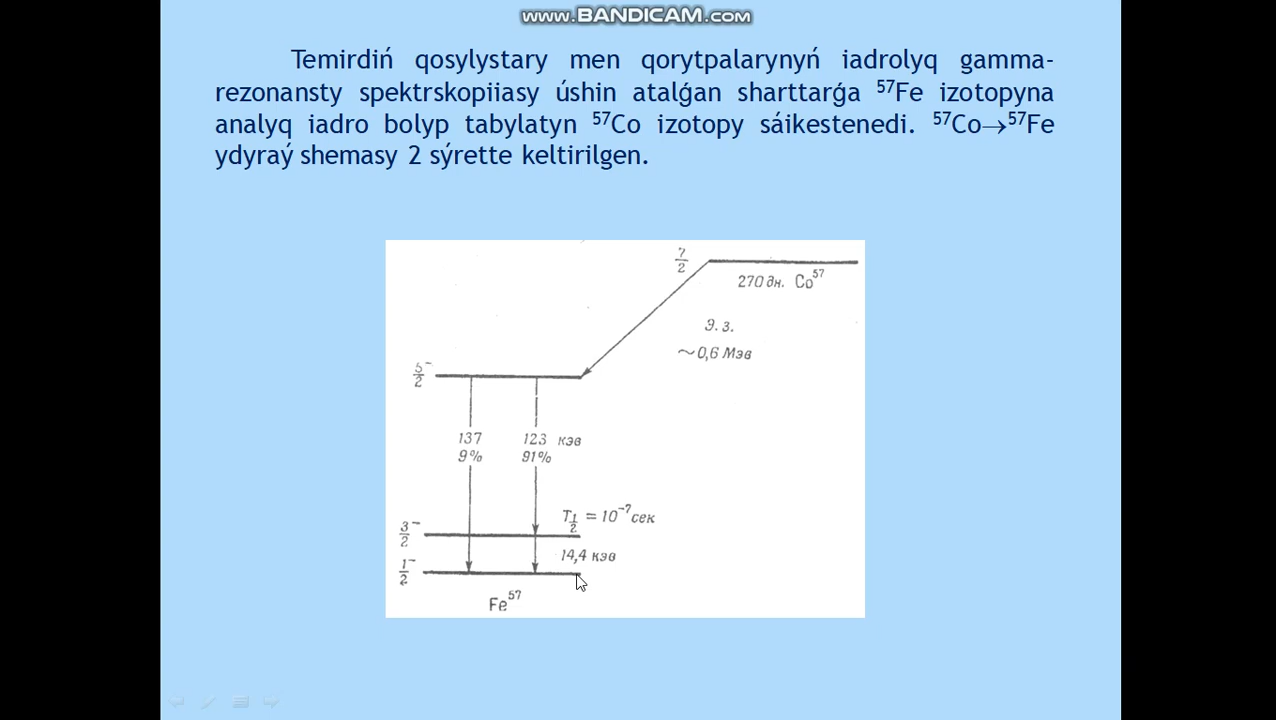 www.BANDICAM.com
Temirdiń qosylystary men qorytpalarynyń iadrolyq gamma-
rezonansty spektrskopiiasy úshin atalǵan sharttarǵa ⁵⁷Fe izotopyna
analyq iadro bolyp tabylatyn ⁵⁷Co izotopy sáikestenedi. ⁵⁷Co→⁵⁷Fe
ydyraý shemasy 2 sýrette keltirilgen.
7/2
270 дн. Co⁵⁷
Э. з.
~0,6 Мэв
5/2⁻
137 123 кэв
9% 91%
3/2⁻ T½ = 10⁻⁷ сек
14,4 кэв
1/2⁻
Fe⁵⁷